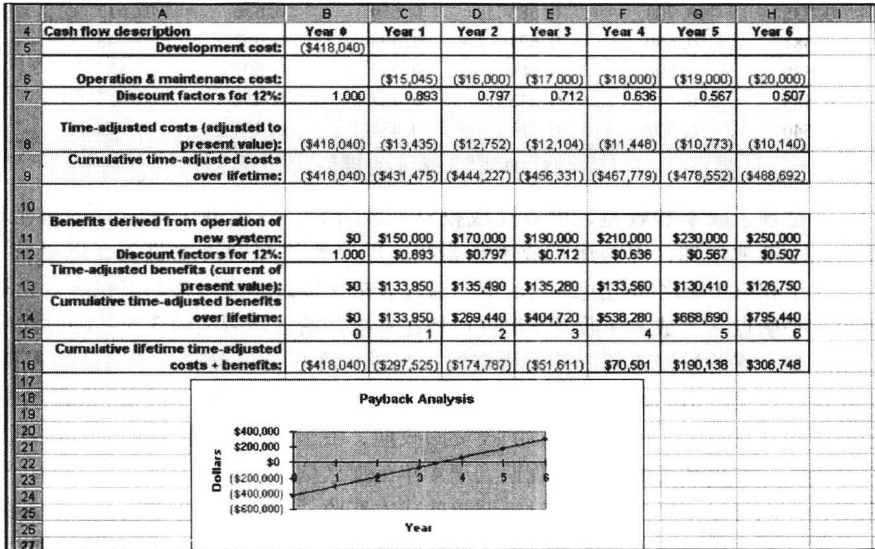 A B C D E F G H I
4 Cash flow description Year 0 Year 1 Year 2 Year 3 Year 4 Year 5 Year 6
5 Development cost: ($418,040)
6 Operation & maintenance cost: ($15,045) ($16,000) ($17,000) ($18,000) ($19,000) ($20,000)
7 Discount factors for 12%: 1.000 0.893 0.797 0.712 0.636 0.567 0.507
Time-adjusted costs (adjusted to
8 present value): ($418,040) ($13,435) ($12,752) ($12,104) ($11,448) ($10,773) ($10,140)
Cumulative time-adjusted costs
9 over lifetime: ($418,040) ($431,475) ($444,227) ($456,331) ($467,779) ($478,552) ($488,692)
10
Benefits derived from operation of
11 new system: $0 $150,000 $170,000 $190,000 $210,000 $230,000 $250,000
12 Discount factors for 12%: 1.000 $0.893 $0.797 $0.712 $0.636 $0.567 $0.507
Time-adjusted benefits (current of
13 present value): $0 $133,950 $135,490 $135,280 $133,560 $130,410 $126,750
Cumulative time-adjusted benefits
14 over lifetime: $0 $133,950 $269,440 $404,720 $538,280 $668,690 $795,440
15 0 1 2 3 4 5 6
Cumulative lifetime time-adjusted
16 costs + benefits: ($418,040) ($297,525) ($174,787) ($51,611) $70,501 $190,138 $306,748
17
18 Payback Analysis
19
20 $400,000
21 $200,000
22 $0
23 ($200,000) 0 1 2 3 4 5 6
24 ($400,000)
25 ($600,000)
Dollars
26 Year
27